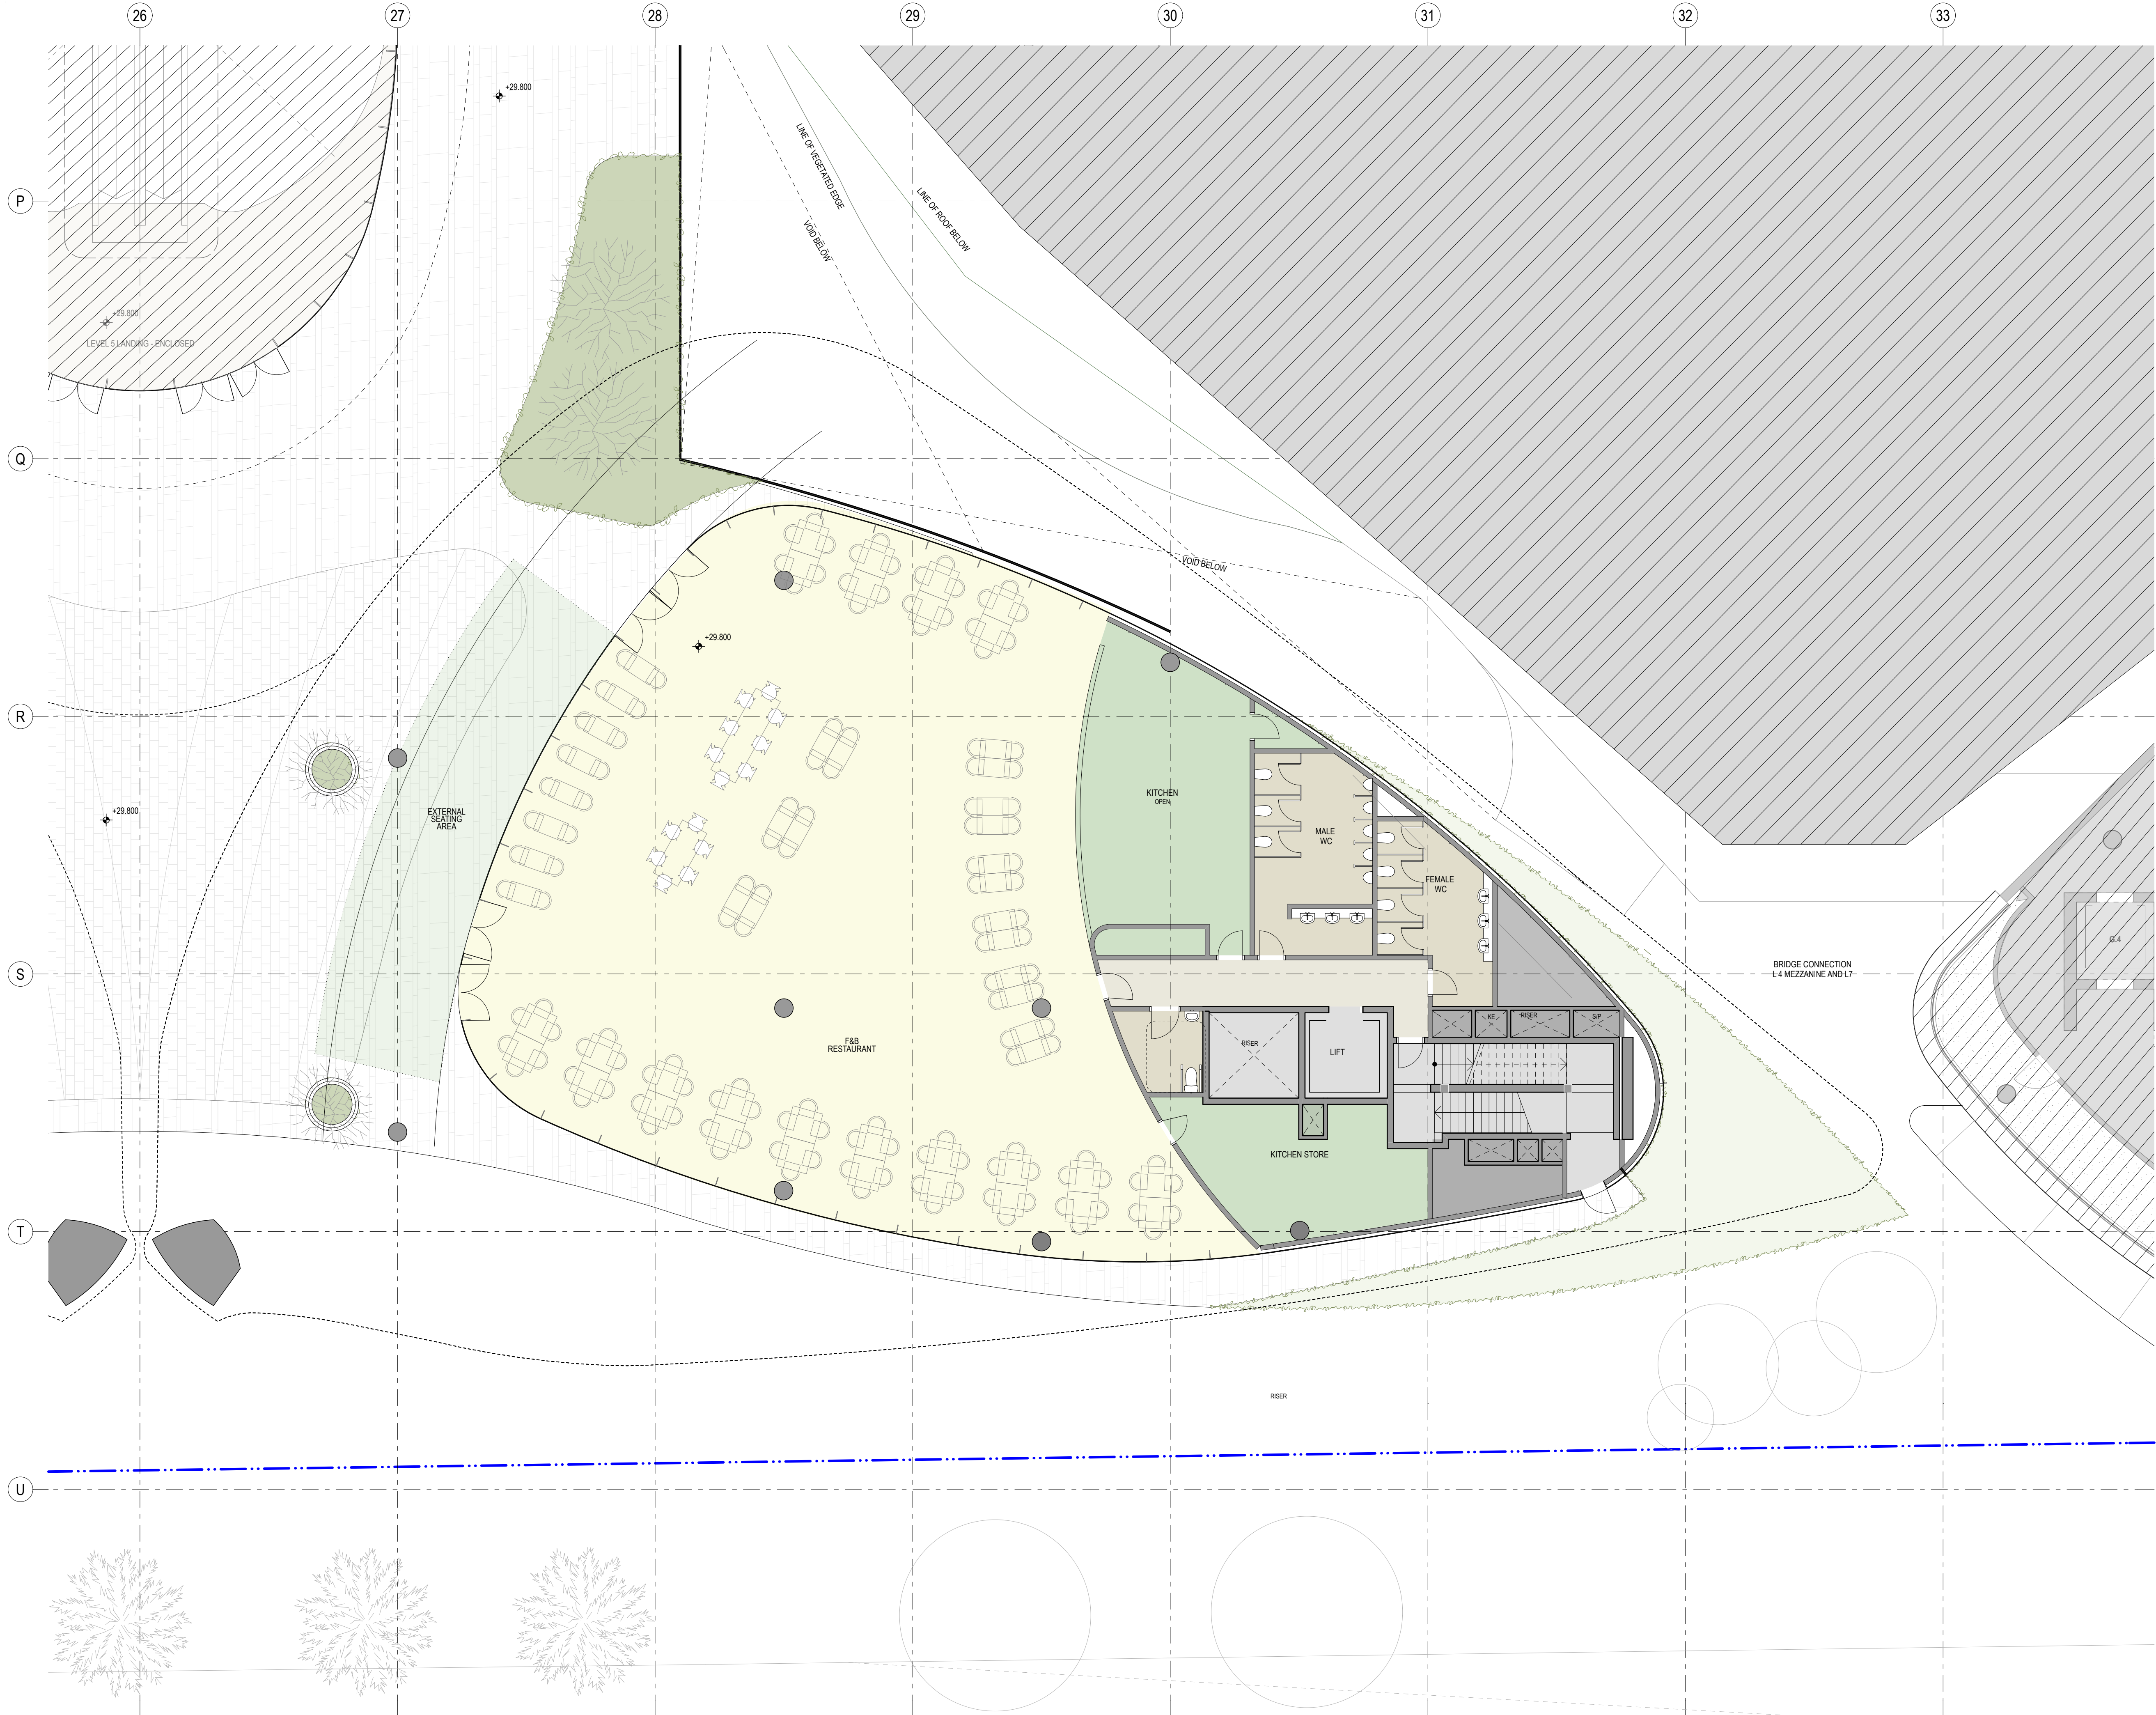 26
27
28
29
30
31
32
33
+29.800
LINE OF VEGETATED EDGE
P
LINE OF ROOF BELOW
VOID BELOW
+29.800
LEVEL 5 LANDING - ENCLOSED
Q
VOID BELOW
+29.800
R
KITCHEN
OPEN
+29.800
EXTERNAL
SEATING
AREA
MALE
WC
FEMALE
WC
G.4
S
BRIDGE CONNECTION
L 4 MEZZANINE AND L7
KE
RISER
S/P
F&B
RESTAURANT
RISER
LIFT
KITCHEN STORE
T
RISER
U